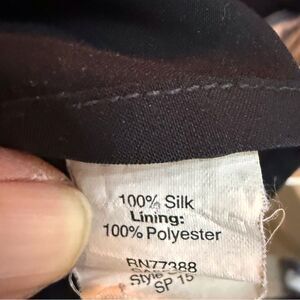 100% Silk
Lining:
100% Polyester
RN77388
Style
SP 15